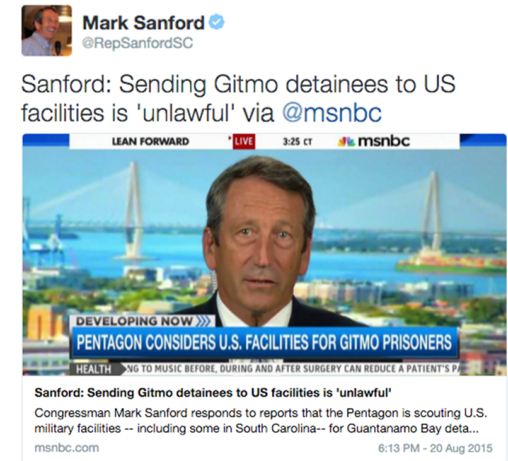 Mark Sanford
@RepSanfordSC
Sanford: Sending Gitmo detainees to US
facilities is 'unlawful' via @msnbc
LEAN FORWARD LIVE 3:25 CT msnbc
DEVELOPING NOW
PENTAGON CONSIDERS U.S. FACILITIES FOR GITMO PRISONERS
HEALTH NG TO MUSIC BEFORE, DURING AND AFTER SURGERY CAN REDUCE A PATIENT'S
Sanford: Sending Gitmo detainees to US facilities is 'unlawful'
Congressman Mark Sanford responds to reports that the Pentagon is scouting U.S.
military facilities -- including some in South Carolina-- for Guantanamo Bay deta...
msnbc.com 6:13 PM - 20 Aug 2015